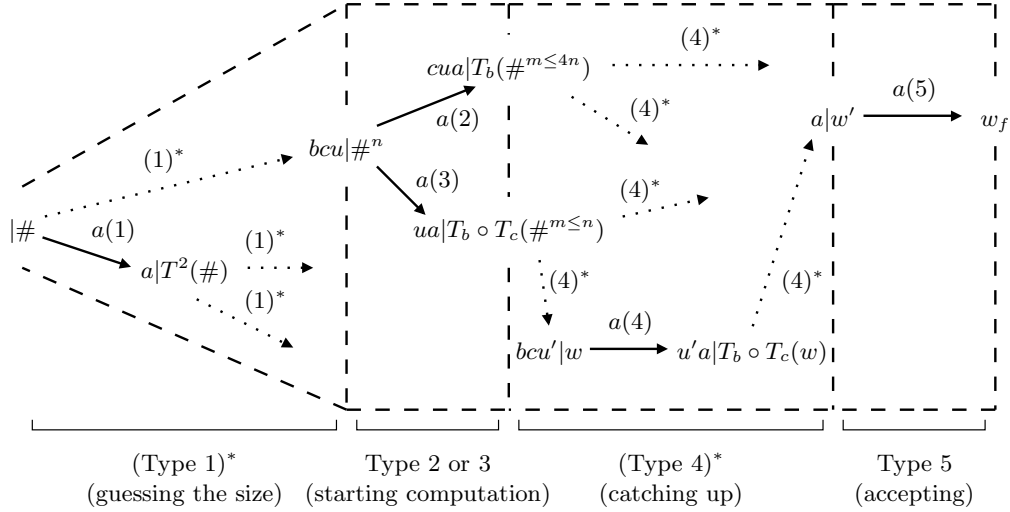 (4)*
cua|T_b(#^{m≤4n})
(4)*
a(5)
a(2)
a|w′
w_f
(1)*
bcu|#^n
a(3)
(4)*
|#
a(1)
ua|T_b ∘ T_c(#^{m≤n})
(1)*
a|T^2(#)
(4)*
(4)*
(1)*
a(4)
bcu′|w
u′a|T_b ∘ T_c(w)
(Type 1)* Type 2 or 3 (Type 4)* Type 5
(guessing the size) (starting computation) (catching up) (accepting)